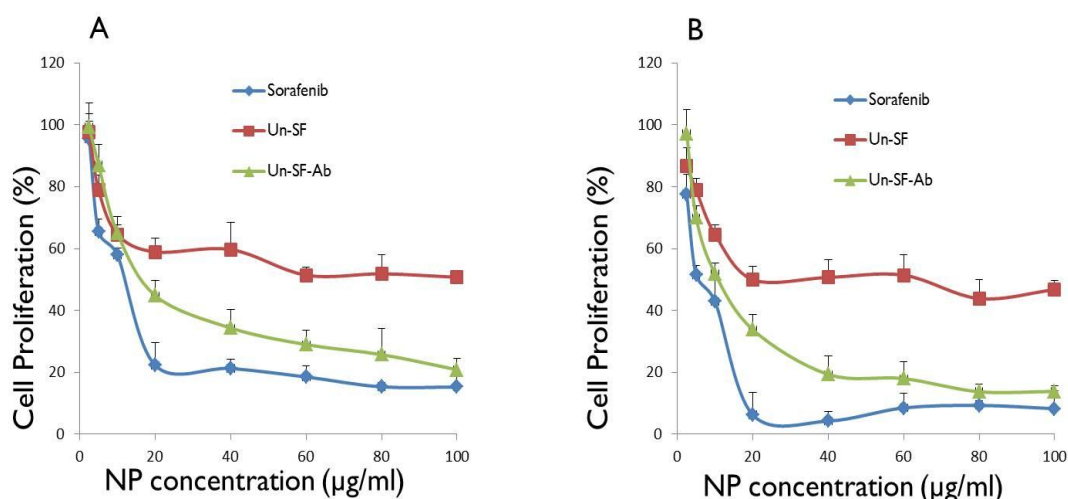 A
120
100
80
60
40
20
0
Cell Proliferation (%)
Sorafenib
Un-SF
Un-SF-Ab
0 20 40 60 80 100
NP concentration (µg/ml)
B
120
100
80
60
40
20
0
Cell Proliferation (%)
Sorafenib
Un-SF
Un-SF-Ab
0 20 40 60 80 100
NP concentration (µg/ml)